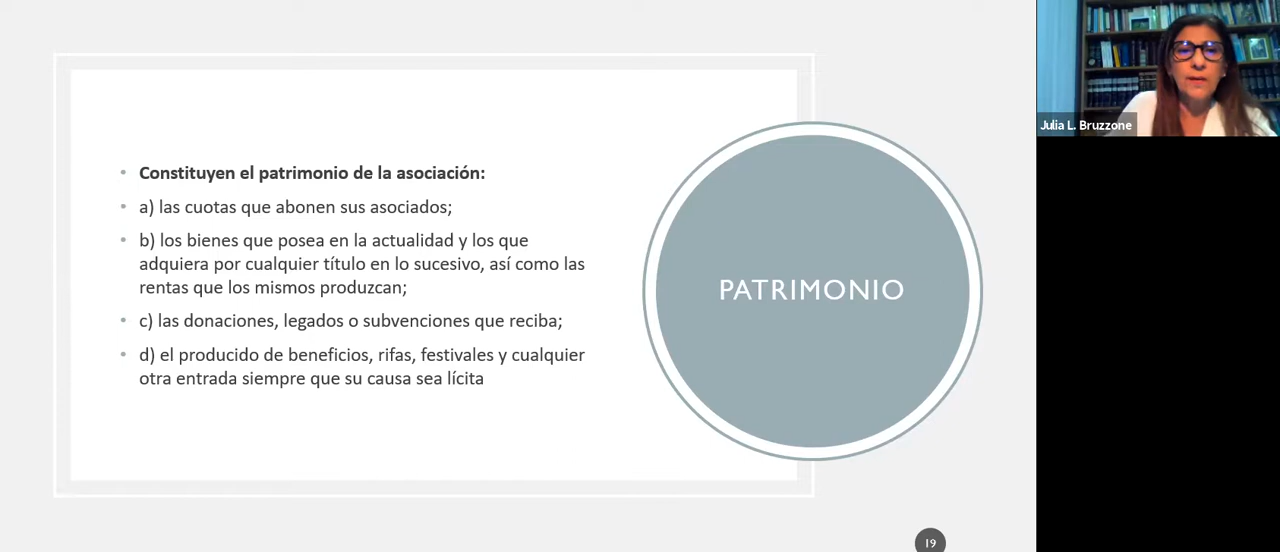 Constituyen el patrimonio de la asociación:
a) las cuotas que abonen sus asociados;
b) los bienes que posea en la actualidad y los que
adquiera por cualquier título en lo sucesivo, así como las
rentas que los mismos produzcan;
c) las donaciones, legados o subvenciones que reciba;
d) el producido de beneficios, rifas, festivales y cualquier
otra entrada siempre que su causa sea lícita
PATRIMONIO
19
Julia L. Bruzzone